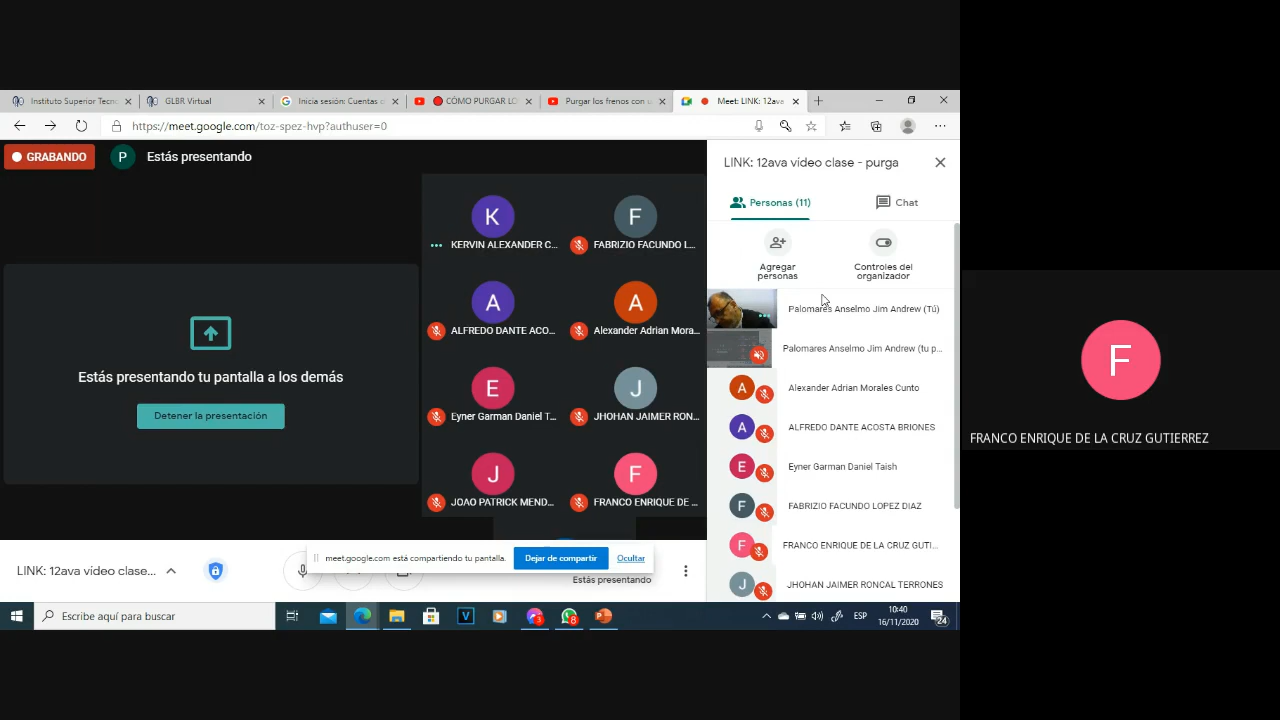 Instituto Superior Tecno
GLBR Virtual
Inicia sesión: Cuentas d
CÓMO PURGAR LO
Purgar los frenos con u
Meet: LINK: 12ava
https://meet.google.com/toz-spez-hvp?authuser=0
GRABANDO
P
Estás presentando
LINK: 12ava video clase - purga
Personas (11)
Chat
Agregar personas
Controles del organizador
K
KERVIN ALEXANDER C...
F
FABRIZIO FACUNDO L...
A
ALFREDO DANTE ACO...
A
Alexander Adrian Mora...
E
Eyner Garman Daniel T...
J
JHOHAN JAIMER RON...
J
JOAO PATRICK MEND...
F
FRANCO ENRIQUE DE ...
Estás presentando tu pantalla a los demás
Detener la presentación
Palomares Anselmo Jim Andrew (Tú)
Palomares Anselmo Jim Andrew (tu p...
A
Alexander Adrian Morales Cunto
A
ALFREDO DANTE ACOSTA BRIONES
E
Eyner Garman Daniel Taish
F
FABRIZIO FACUNDO LOPEZ DIAZ
F
FRANCO ENRIQUE DE LA CRUZ GUTI...
J
JHOHAN JAIMER RONCAL TERRONES
F
FRANCO ENRIQUE DE LA CRUZ GUTIERREZ
meet.google.com está compartiendo tu pantalla.
Dejar de compartir
Ocultar
LINK: 12ava video clase...
Estás presentando
Escribe aquí para buscar
3
8
ESP
10:40
16/11/2020
24